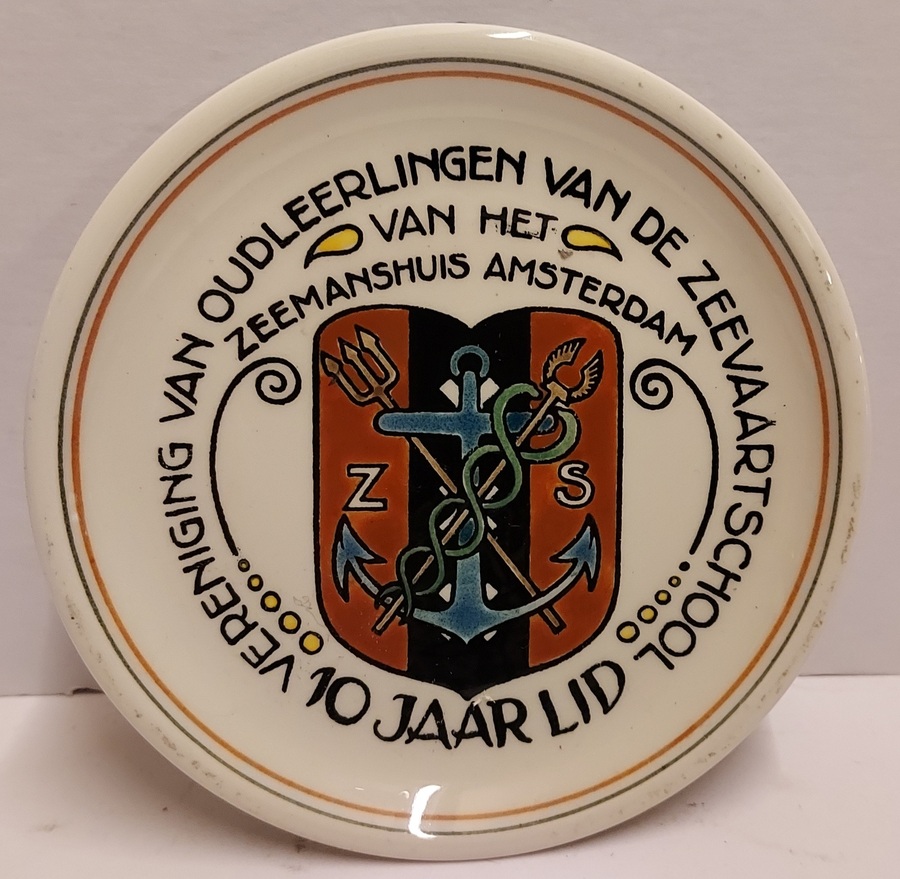 VERENIGING VAN OUDLEERLINGEN VAN DE ZEEVAARTSCHOOL
VAN HET
ZEEMANSHUIS AMSTERDAM
Z S
10 JAAR LID